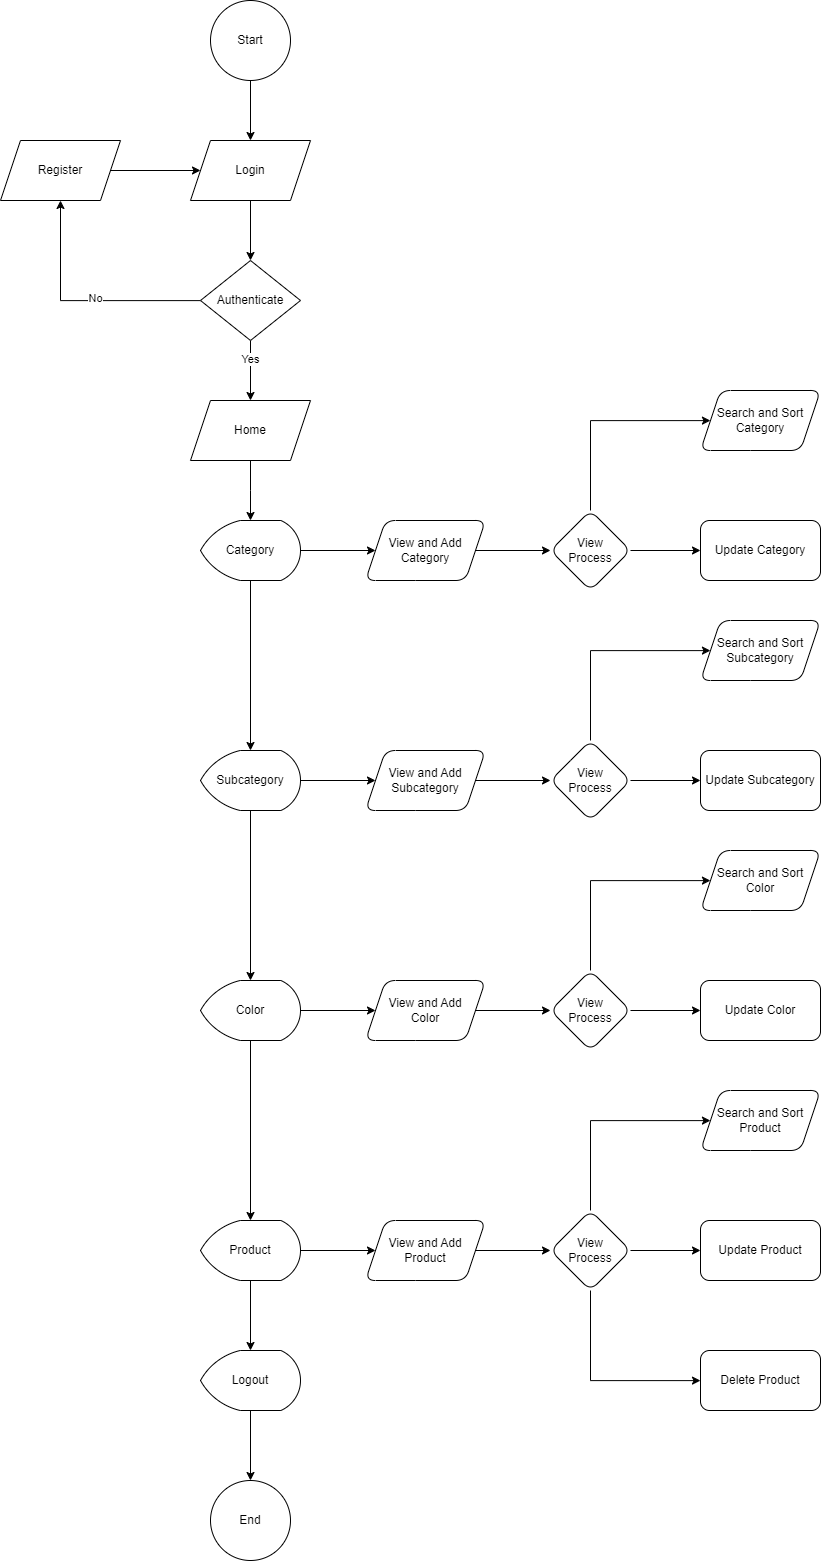 Start
Register
Login
Authenticate
No
Yes
Home
Search and Sort
Category
Category
View and Add
Category
View
Process
Update Category
Search and Sort
Subcategory
Subcategory
View and Add
Subcategory
View
Process
Update Subcategory
Search and Sort
Color
Color
View and Add
Color
View
Process
Update Color
Search and Sort
Product
Product
View and Add
Product
View
Process
Update Product
Logout
Delete Product
End